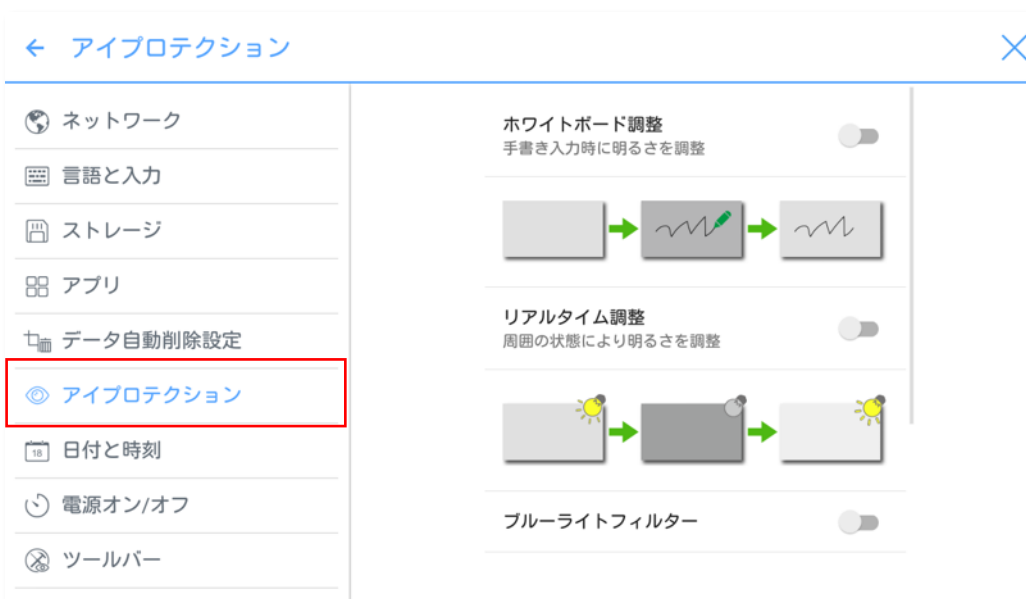 アイプロテクション
ネットワーク
言語と入力
ストレージ
アプリ
データ自動削除設定
アイプロテクション
18
日付と時刻
電源オン/オフ
ツールバー
ホワイトボード調整
手書き入力時に明るさを調整
リアルタイム調整
周囲の状態により明るさを調整
ブルーライトフィルター